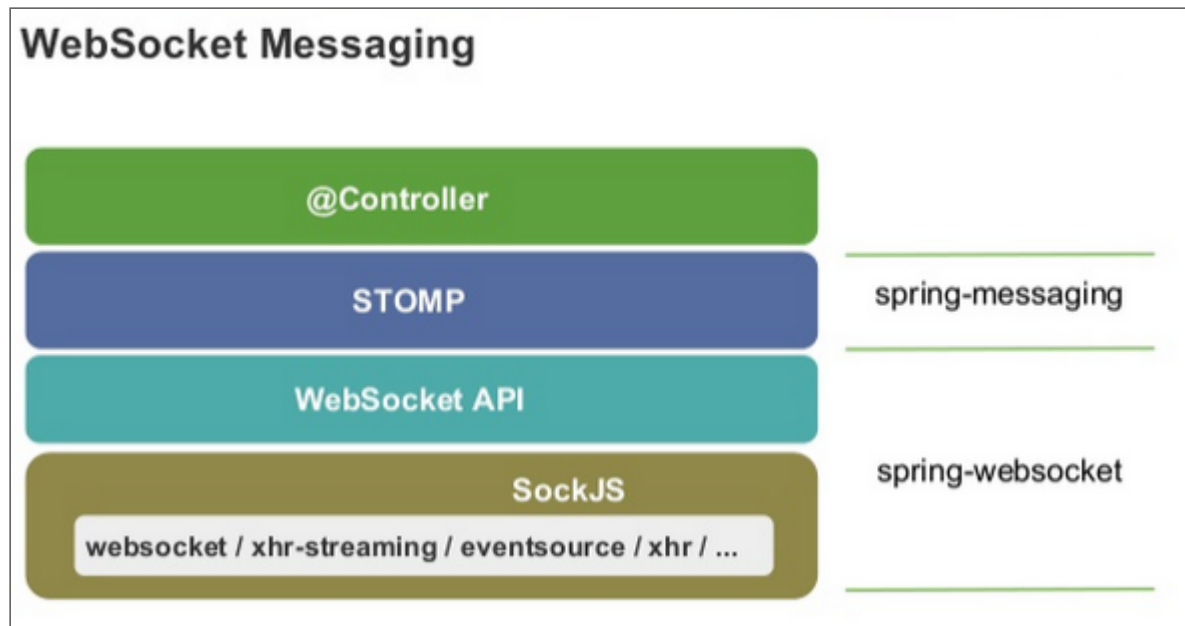 WebSocket Messaging
@Controller
STOMP
spring-messaging
WebSocket API
SockJS
spring-websocket
websocket / xhr-streaming / eventsource / xhr / ...